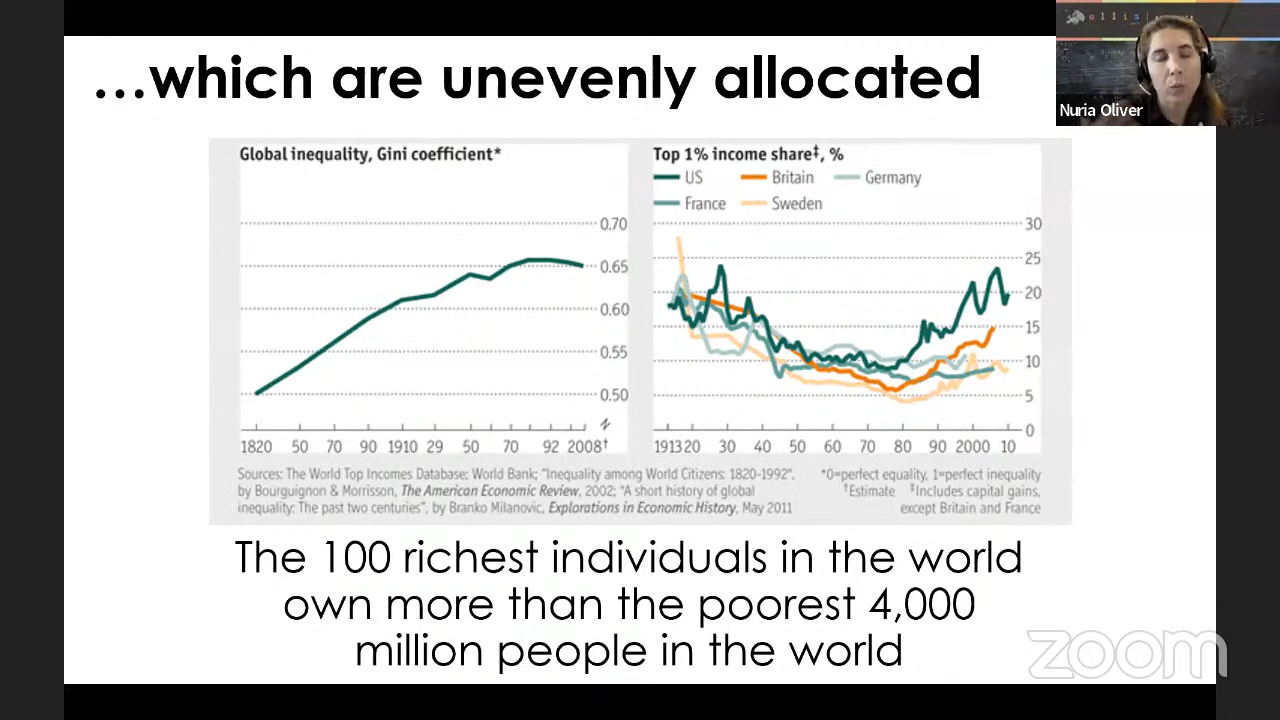 …which are unevenly allocated
ellis
Nuria Oliver
Global inequality, Gini coefficient*
0.70
0.65
0.60
0.55
0.50
1820 50 70 90 1910 29 50 70 92 2008†
Top 1% income share‡, %
US Britain Germany
France Sweden
30
25
20
15
10
5
0
1913 20 30 40 50 60 70 80 90 2000 10
Sources: The World Top Incomes Database; World Bank; "Inequality among World Citizens: 1820-1992",
by Bourguignon & Morrisson, The American Economic Review, 2002; "A short history of global
inequality: The past two centuries", by Branko Milanovic, Explorations in Economic History, May 2011
*0=perfect equality, 1=perfect inequality
†Estimate ‡Includes capital gains,
except Britain and France
The 100 richest individuals in the world
own more than the poorest 4,000
million people in the world
zoom